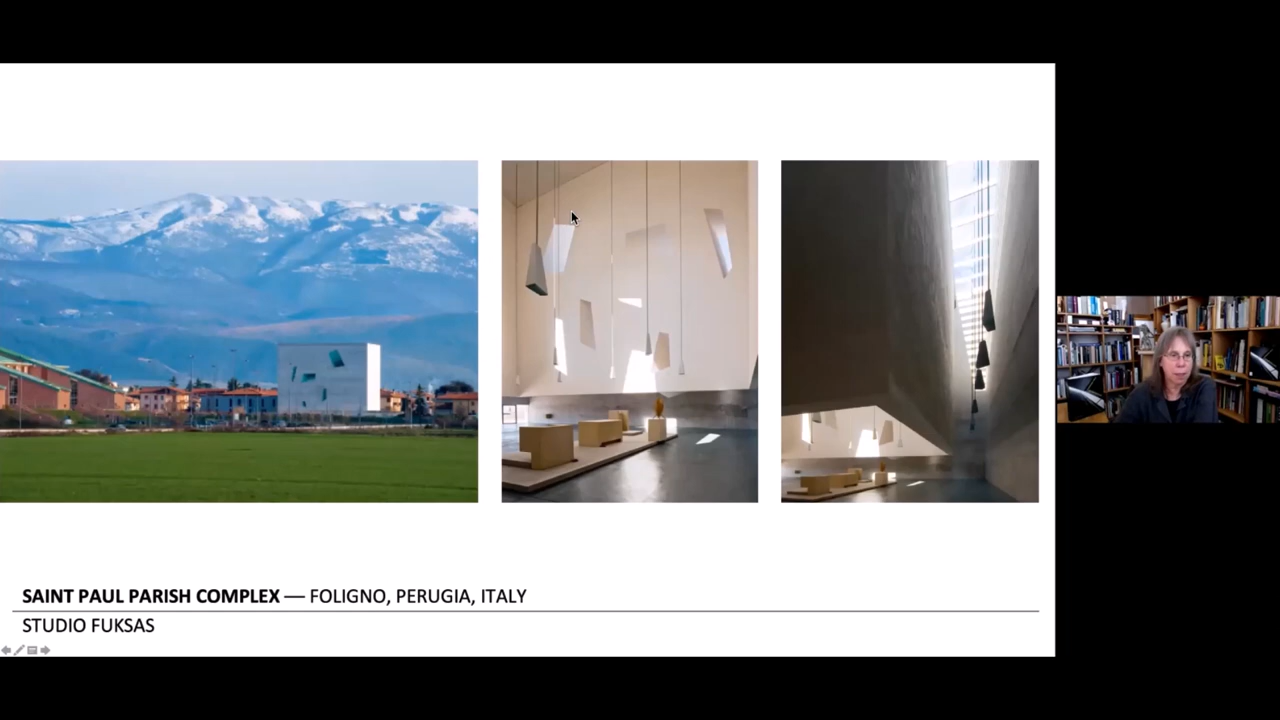 SAINT PAUL PARISH COMPLEX — FOLIGNO, PERUGIA, ITALY
STUDIO FUKSAS